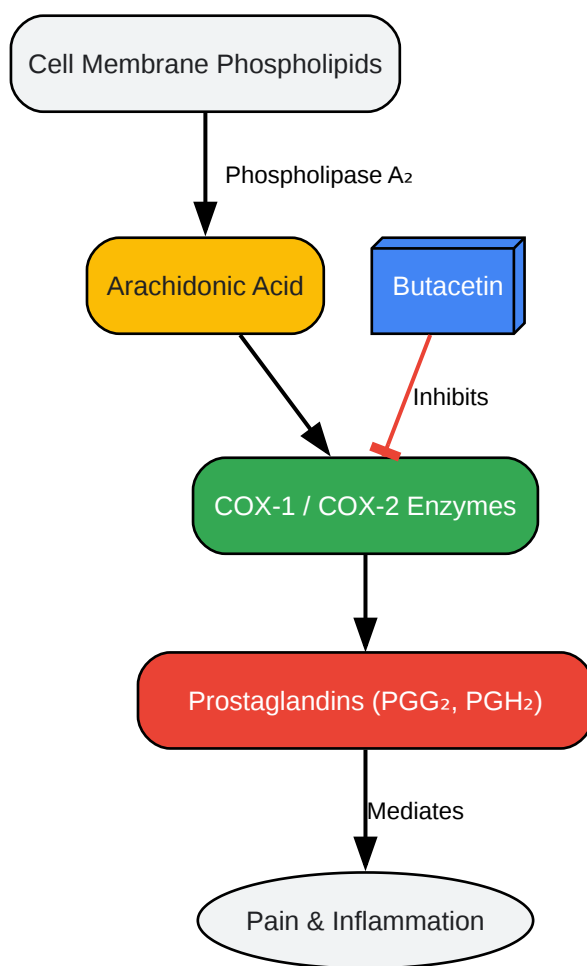 Cell Membrane Phospholipids
Phospholipase A₂
Arachidonic Acid
Butacetin
Inhibits
COX-1 / COX-2 Enzymes
Prostaglandins (PGG₂, PGH₂)
Mediates
Pain & Inflammation